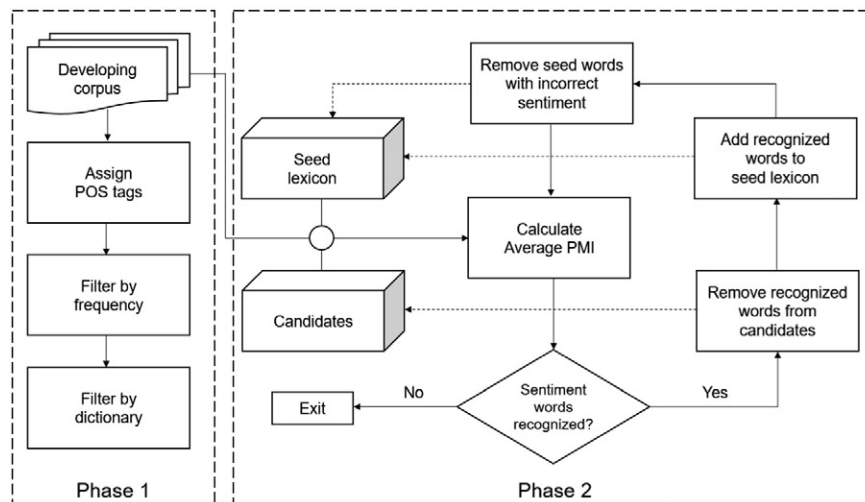 Developing
corpus
Assign
POS tags
Filter by
frequency
Filter by
dictionary
Phase 1
Remove seed words
with incorrect
sentiment
Seed
lexicon
Add recognized
words to
seed lexicon
Calculate
Average PMI
Candidates
Remove recognized
words from
candidates
Exit
No
Sentiment
words
recognized?
Yes
Phase 2